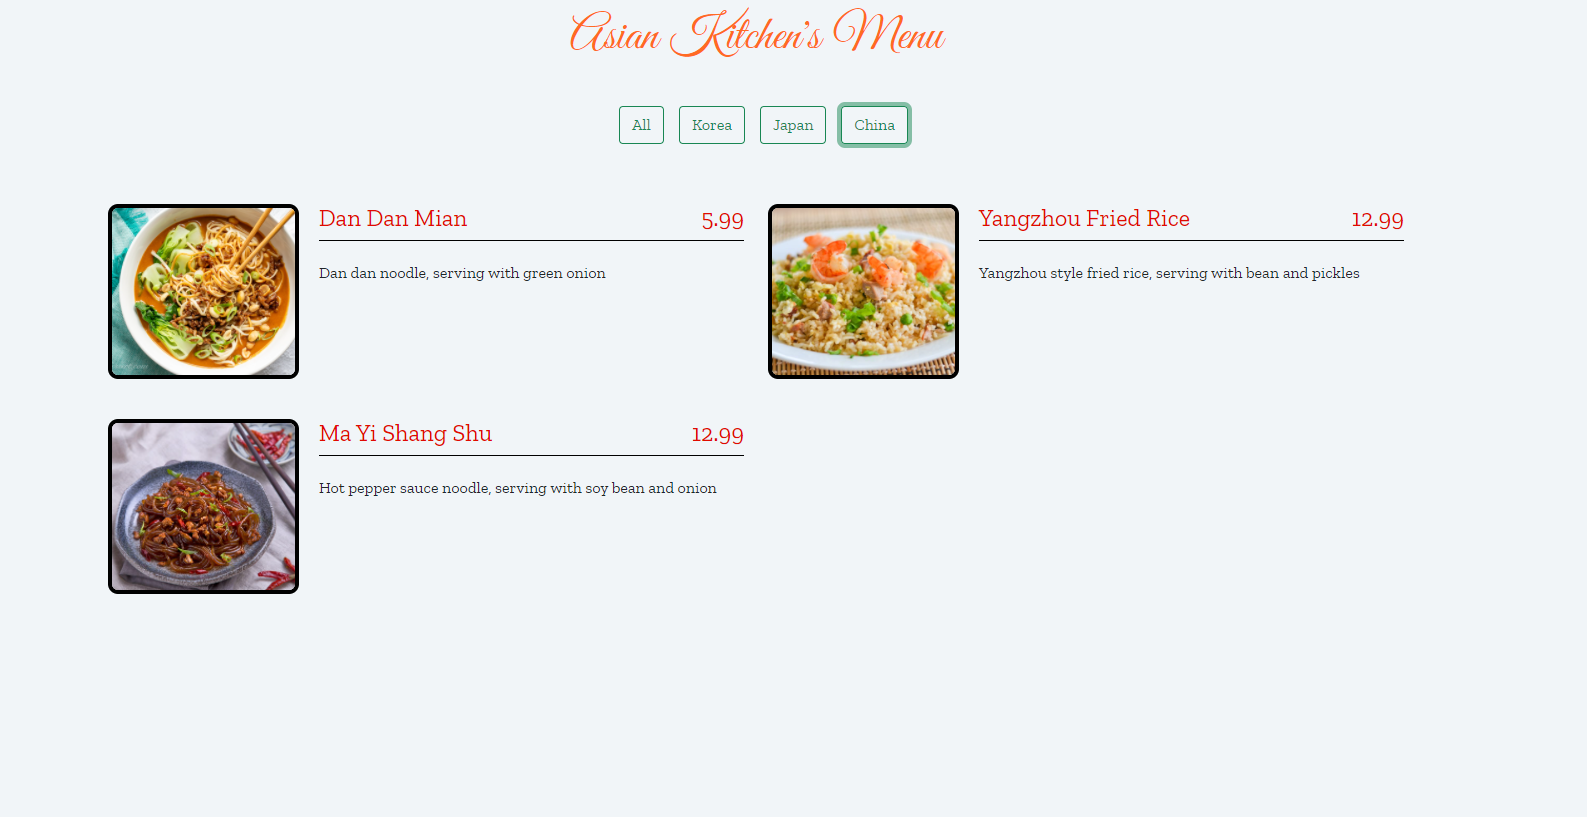 Asian Kitchen's Menu
All Korea Japan China
Dan Dan Mian 5.99
Dan dan noodle, serving with green onion
Yangzhou Fried Rice 12.99
Yangzhou style fried rice, serving with bean and pickles
Ma Yi Shang Shu 12.99
Hot pepper sauce noodle, serving with soy bean and onion